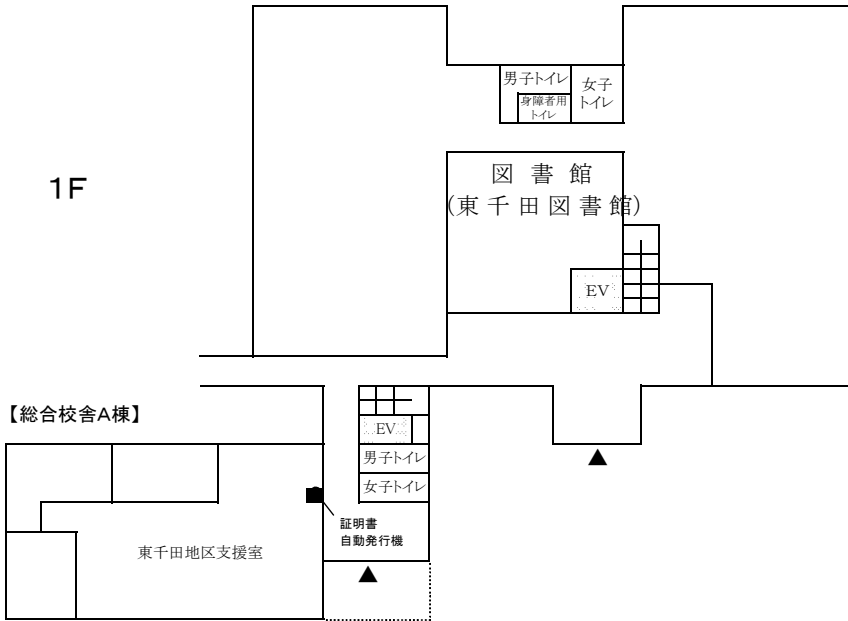 男子トイレ
女子
トイレ
身障者用
トイレ
1F
図書館
(東千田図書館)
EV
【総合校舎A棟】
EV
男子トイレ
女子トイレ
証明書
自動発行機
東千田地区支援室